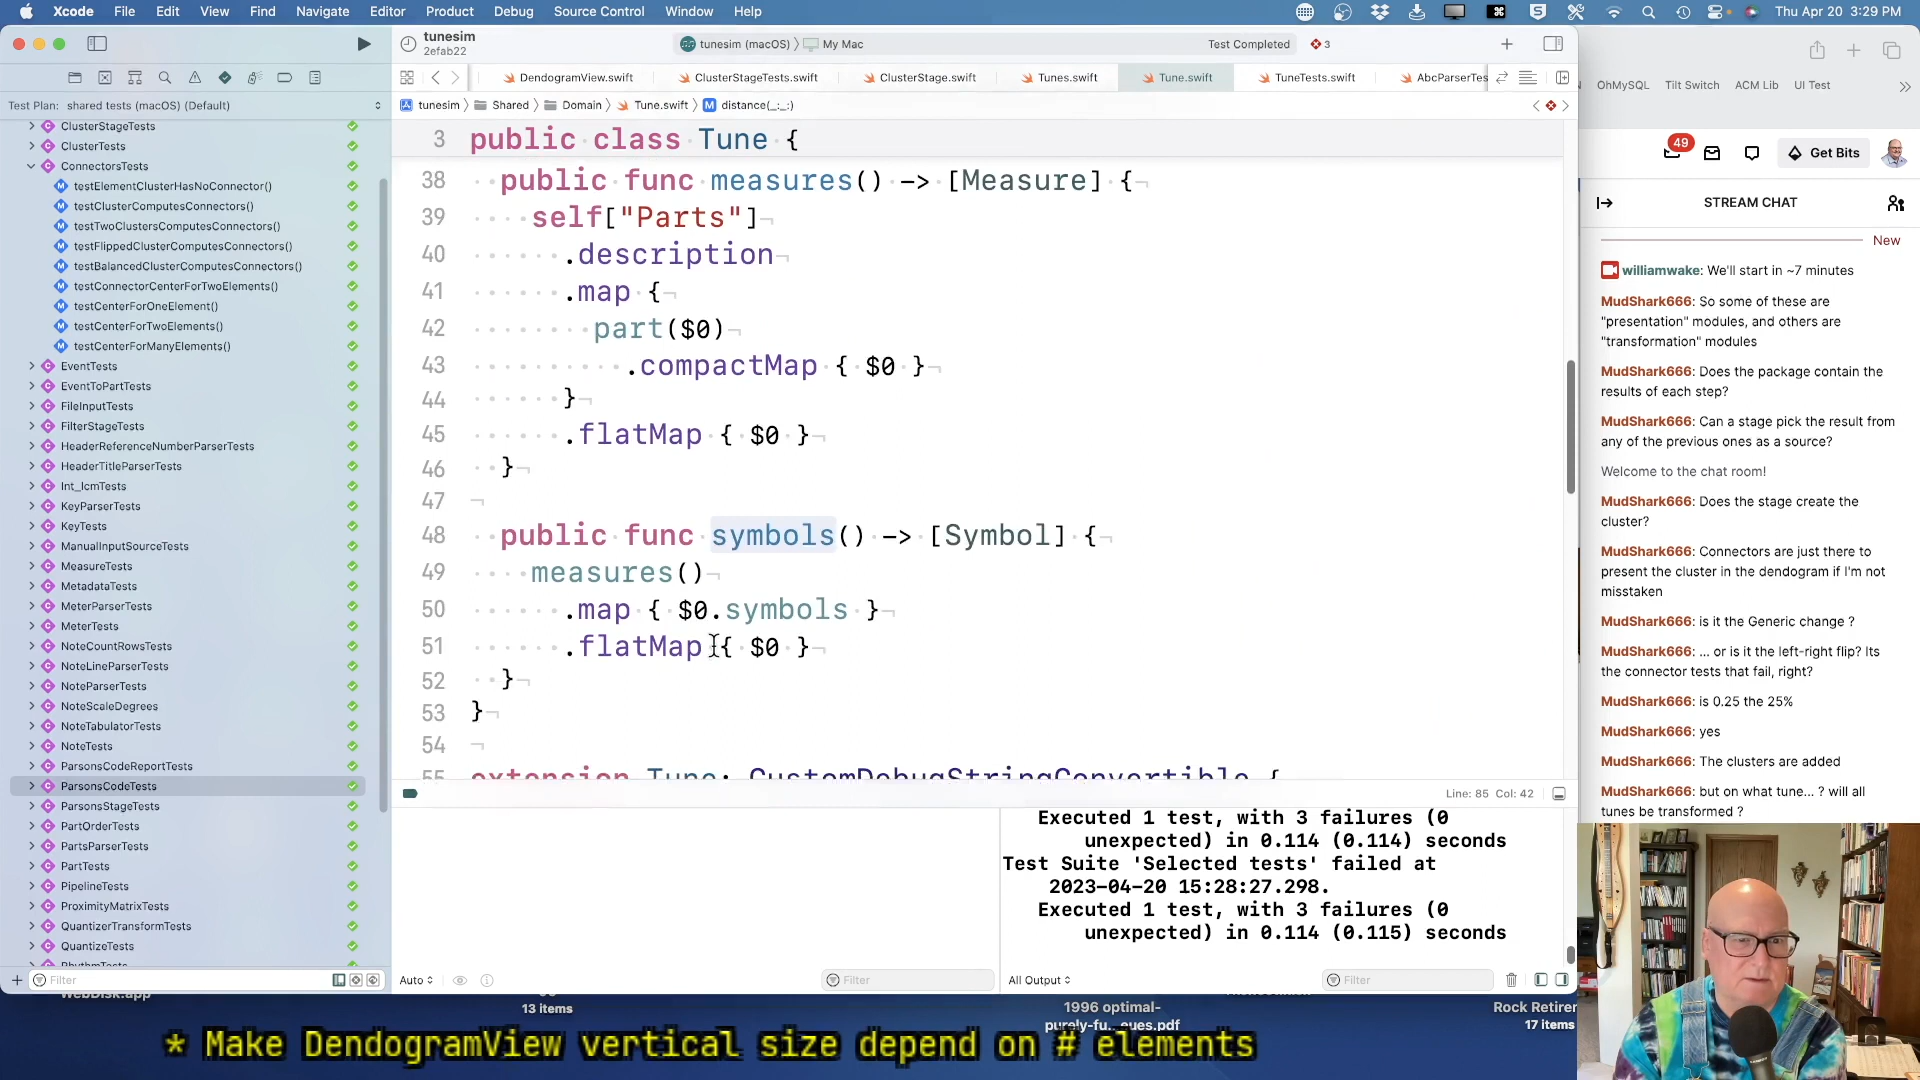 Xcode File Edit View Find Navigate Editor Product Debug Source Control Window Help Thu Apr 20 3:29 PM
tunesim
2efab22
tunesim (macOS) 〉 My Mac Test Completed 3
DendogramView.swift ClusterStageTests.swift ClusterStage.swift Tunes.swift Tune.swift TuneTests.swift AbcParserTes
OhMySQL Tilt Switch ACM Lib UI Test
Test Plan: shared tests (macOS) (Default)
tunesim 〉 Shared 〉 Domain 〉 Tune.swift 〉 M distance(_:_:)
ClusterStageTests
ClusterTests
ConnectorsTests
testElementClusterHasNoConnector()
testClusterComputesConnectors()
testTwoClustersComputesConnectors()
testFlippedClusterComputesConnectors()
testBalancedClusterComputesConnectors()
testConnectorCenterForTwoElements()
testCenterForOneElement()
testCenterForTwoElements()
testCenterForManyElements()
EventTests
EventToPartTests
FileInputTests
FilterStageTests
HeaderReferenceNumberParserTests
HeaderTitleParserTests
Int_lcmTests
KeyParserTests
KeyTests
ManualInputSourceTests
MeasureTests
MetadataTests
MeterParserTests
MeterTests
NoteCountRowsTests
NoteLineParserTests
NoteParserTests
NoteScaleDegrees
NoteTabulatorTests
NoteTests
ParsonsCodeReportTests
ParsonsCodeTests
ParsonsStageTests
PartOrderTests
PartsParserTests
PartTests
PipelineTests
ProximityMatrixTests
QuantizerTransformTests
QuantizeTests
RhythmTests
Filter
3 public class Tune {
38 public func measures() -> [Measure] {
39 self["Parts"]
40 .description
41 .map {
42 part($0)
43 .compactMap { $0 }
44 }
45 .flatMap { $0 }
46 }
47
48 public func symbols() -> [Symbol] {
49 measures()
50 .map { $0.symbols }
51 .flatMap { $0 }
52 }
53 }
54
55 extension Tune: CustomDebugStringConvertible {
Line: 85 Col: 42
Executed 1 test, with 3 failures (0
unexpected) in 0.114 (0.114) seconds
Test Suite 'Selected tests' failed at
2023-04-20 15:28:27.298.
Executed 1 test, with 3 failures (0
unexpected) in 0.114 (0.115) seconds
Auto Filter All Output Filter
49 Get Bits
STREAM CHAT
New
williamwake: We'll start in ~7 minutes
MudShark666: So some of these are
"presentation" modules, and others are
"transformation" modules
MudShark666: Does the package contain the
results of each step?
MudShark666: Can a stage pick the result from
any of the previous ones as a source?
Welcome to the chat room!
MudShark666: Does the stage create the
cluster?
MudShark666: Connectors are just there to
present the cluster in the dendogram if I'm not
misstaken
MudShark666: is it the Generic change ?
MudShark666: ... or is it the left-right flip? Its
the connector tests that fail, right?
MudShark666: is 0.25 the 25%
MudShark666: yes
MudShark666: The clusters are added
MudShark666: but on what tune... ? will all
tunes be transformed ?
WebDisk.app
13 items
1996 optimal-
purely-fu...eues.pdf
Rock Retirer
17 items
* Make DendogramView vertical size depend on # elements